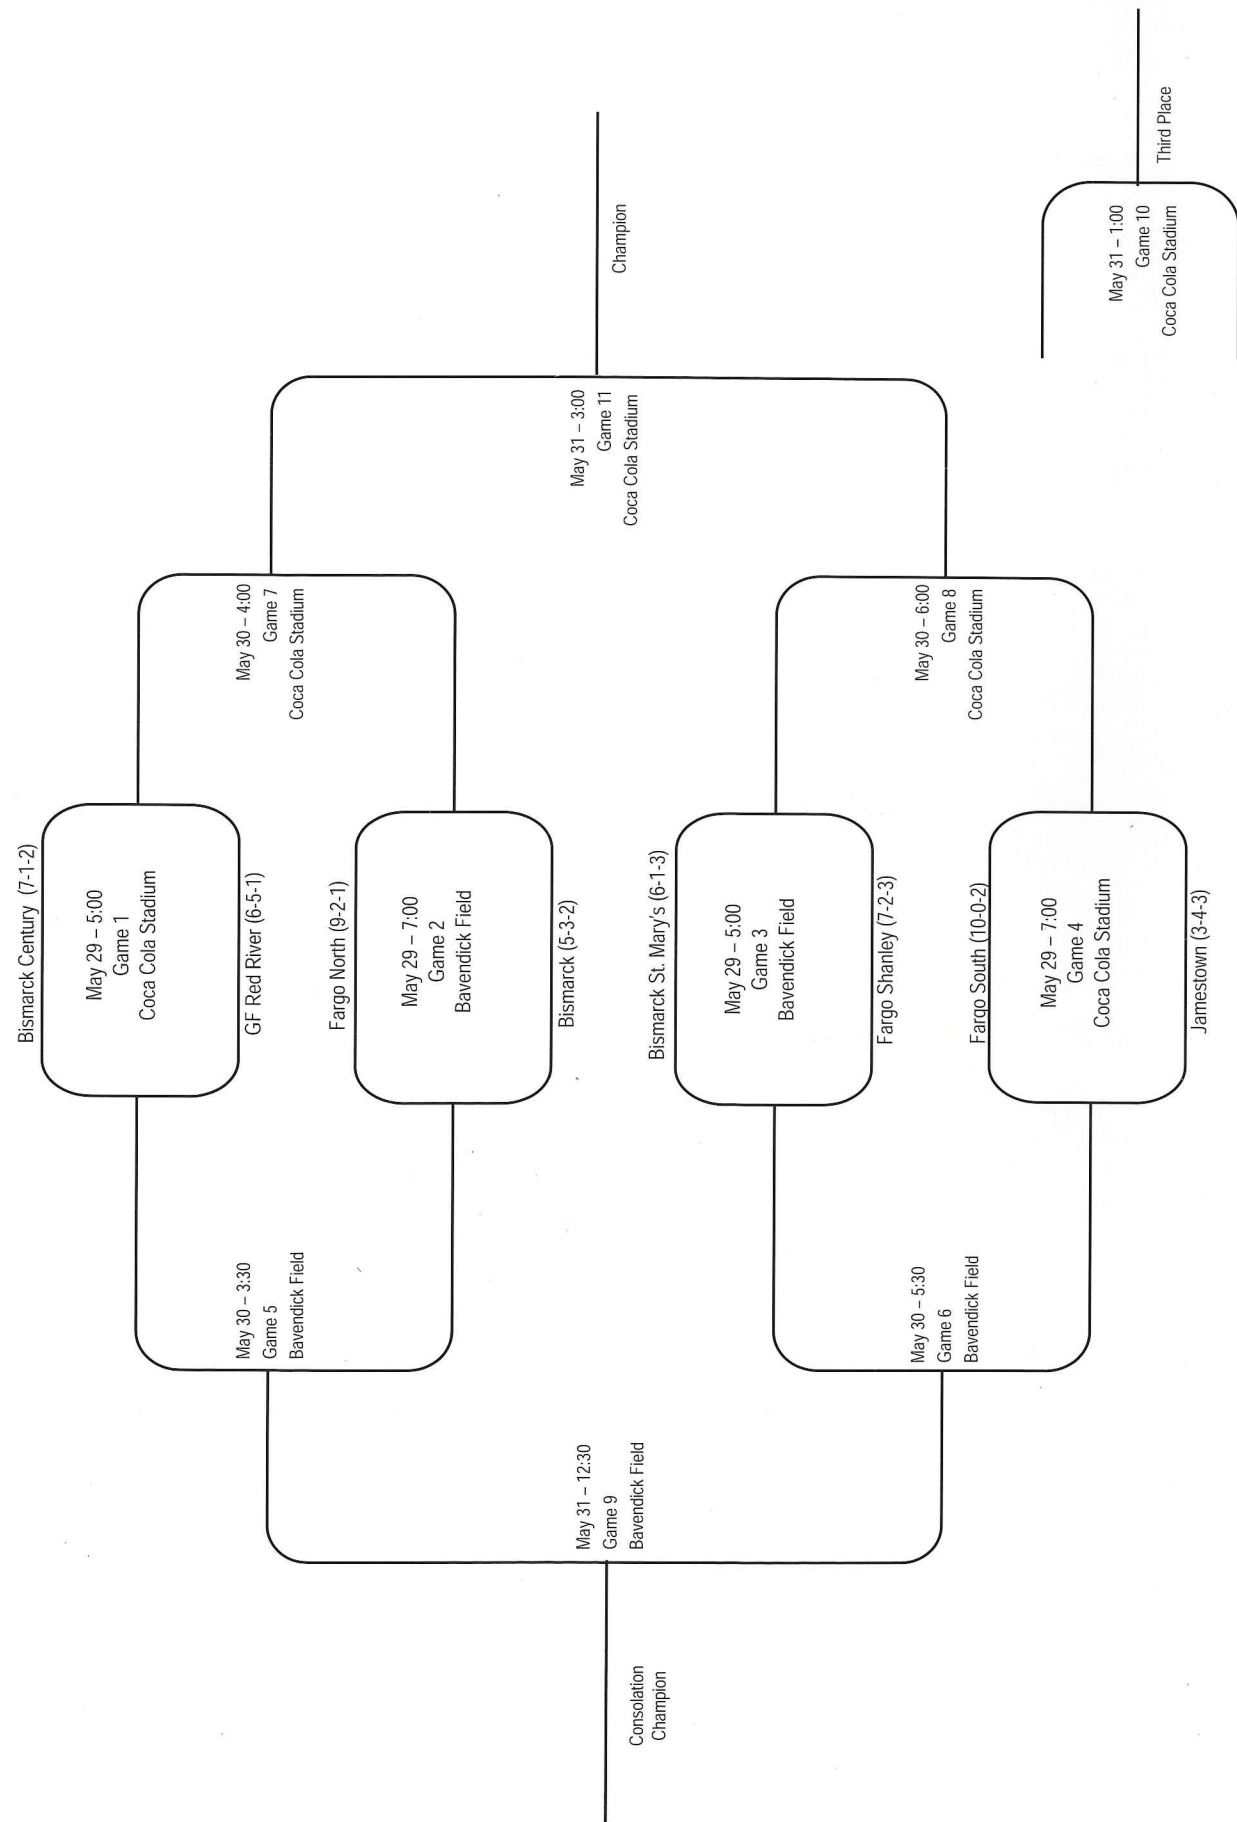 Bismarck Century (7-1-2)
May 29 – 5:00
Game 1
Coca Cola Stadium
GF Red River (6-5-1)
Fargo North (9-2-1)
May 29 – 7:00
Game 2
Bavendick Field
Bismarck (5-3-2)
Bismarck St. Mary's (6-1-3)
May 29 – 5:00
Game 3
Bavendick Field
Fargo Shanley (7-2-3)
Fargo South (10-0-2)
May 29 – 7:00
Game 4
Coca Cola Stadium
Jamestown (3-4-3)
May 30 – 3:30
Game 5
Bavendick Field
May 30 – 5:30
Game 6
Bavendick Field
May 30 – 4:00
Game 7
Coca Cola Stadium
May 30 – 6:00
Game 8
Coca Cola Stadium
May 31 – 12:30
Game 9
Bavendick Field
Consolation
Champion
May 31 – 3:00
Game 11
Coca Cola Stadium
Champion
May 31 – 1:00
Game 10
Coca Cola Stadium
Third Place